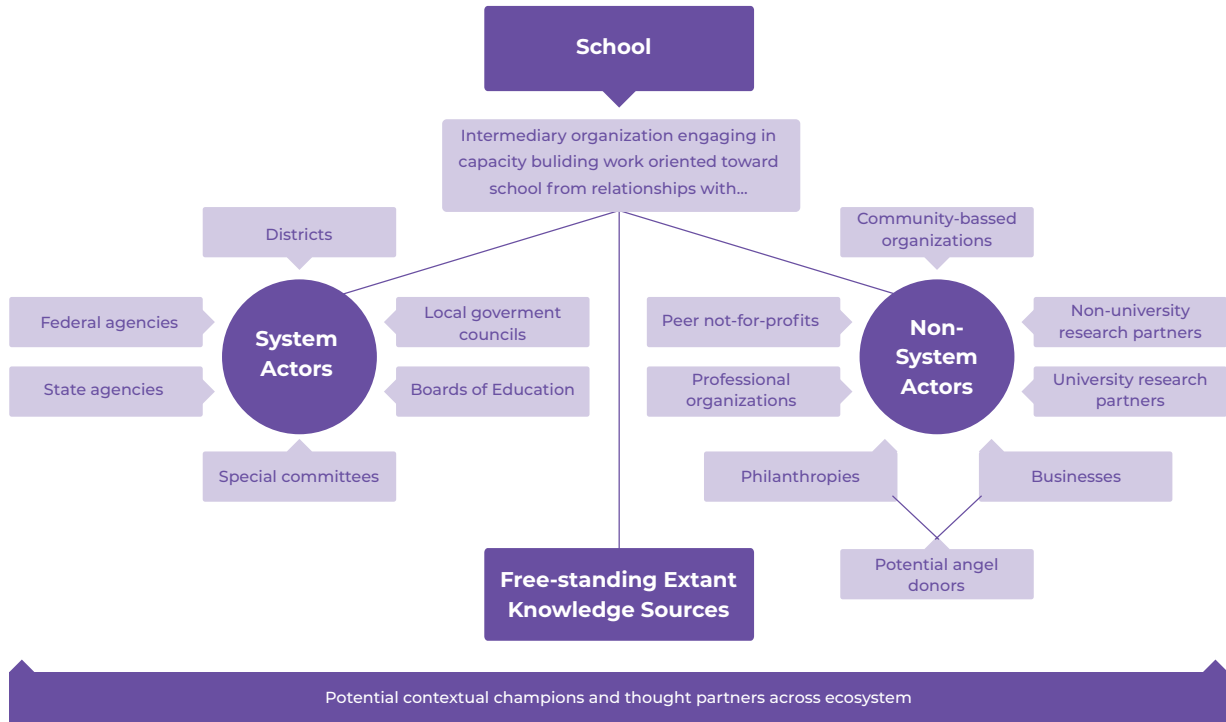 School
Intermediary organization engaging in
capacity buliding work oriented toward
school from relationships with...
Districts
Federal agencies
Local goverment
councils
System
Actors
State agencies
Boards of Education
Special committees
Community-bassed
organizations
Peer not-for-profits
Non-university
research partners
Non-
System
Actors
Professional
organizations
University research
partners
Philanthropies
Businesses
Potential angel
donors
Free-standing Extant
Knowledge Sources
Potential contextual champions and thought partners across ecosystem